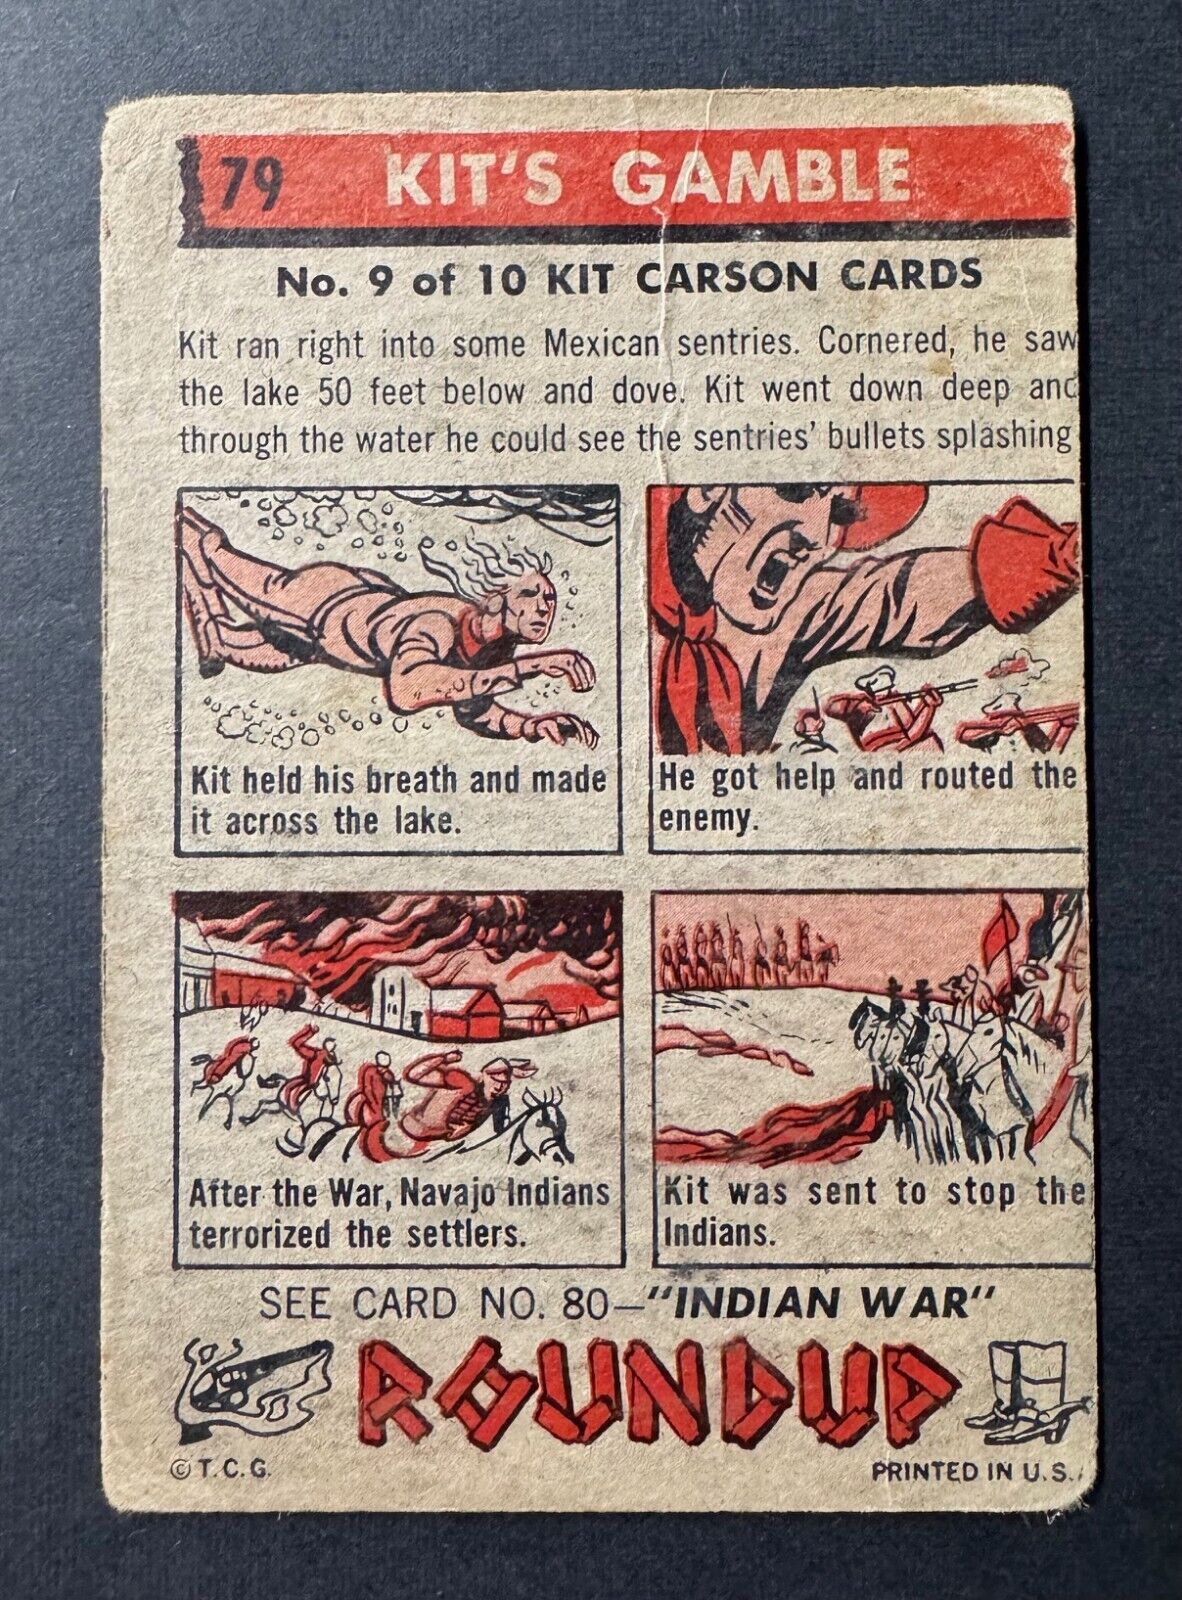 79 KIT'S GAMBLE
No. 9 of 10 KIT CARSON CARDS
Kit ran right into some Mexican sentries. Cornered, he saw
the lake 50 feet below and dove. Kit went down deep and
through the water he could see the sentries' bullets splashing
Kit held his breath and made
it across the lake.
He got help and routed the
enemy.
After the War, Navajo Indians
terrorized the settlers.
Kit was sent to stop the
Indians.
SEE CARD NO. 80—"INDIAN WAR"
ROUNDUP
© T.C.G.
PRINTED IN U.S.